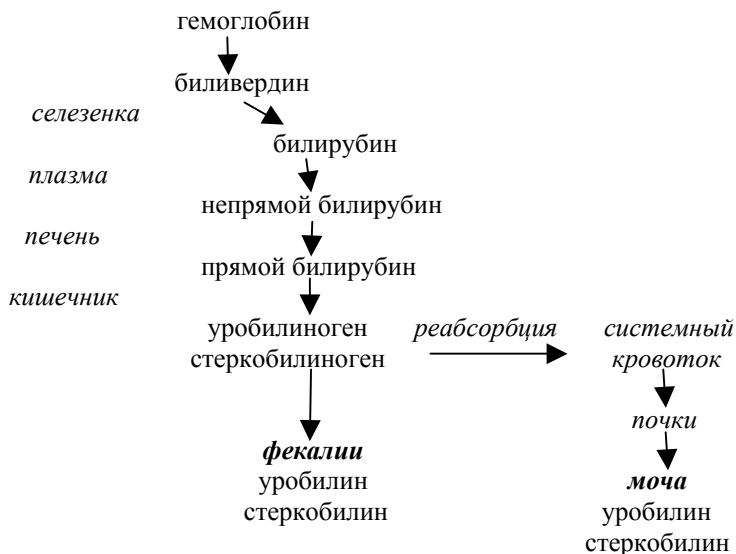 гемоглобин
биливердин
селезенка
билирубин
плазма
непрямой билирубин
печень
прямой билирубин
кишечник
уробилиноген реабсорбция системный
стеркобилиноген кровоток
почки
фекалии
уробилин моча
стеркобилин уробилин
стеркобилин